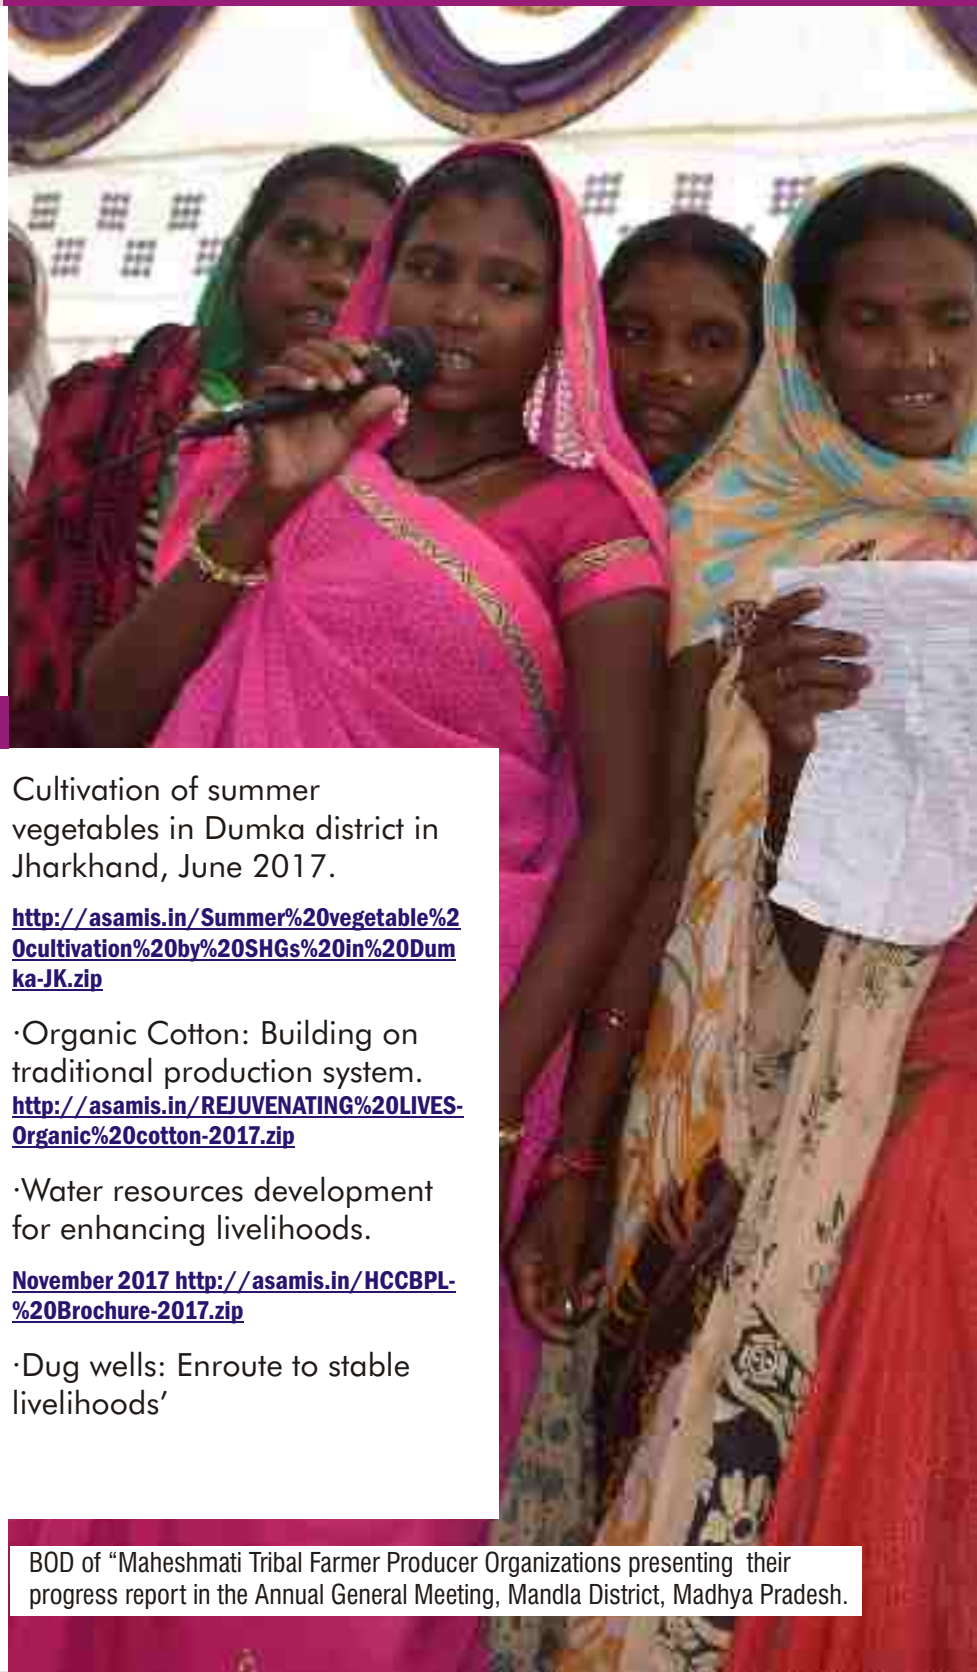 Cultivation of summer
vegetables in Dumka district in
Jharkhand, June 2017.
http://asamis.in/Summer%20vegetable%2
0cultivation%20by%20SHGs%20in%20Dum
ka-JK.zip
·Organic Cotton: Building on
traditional production system.
http://asamis.in/REJUVENATING%20LIVES-
Organic%20cotton-2017.zip
·Water resources development
for enhancing livelihoods.
November 2017 http://asamis.in/HCCBPL-
%20Brochure-2017.zip
·Dug wells: Enroute to stable
livelihoods’
BOD of “Maheshmati Tribal Farmer Producer Organizations presenting their
progress report in the Annual General Meeting, Mandla District, Madhya Pradesh.